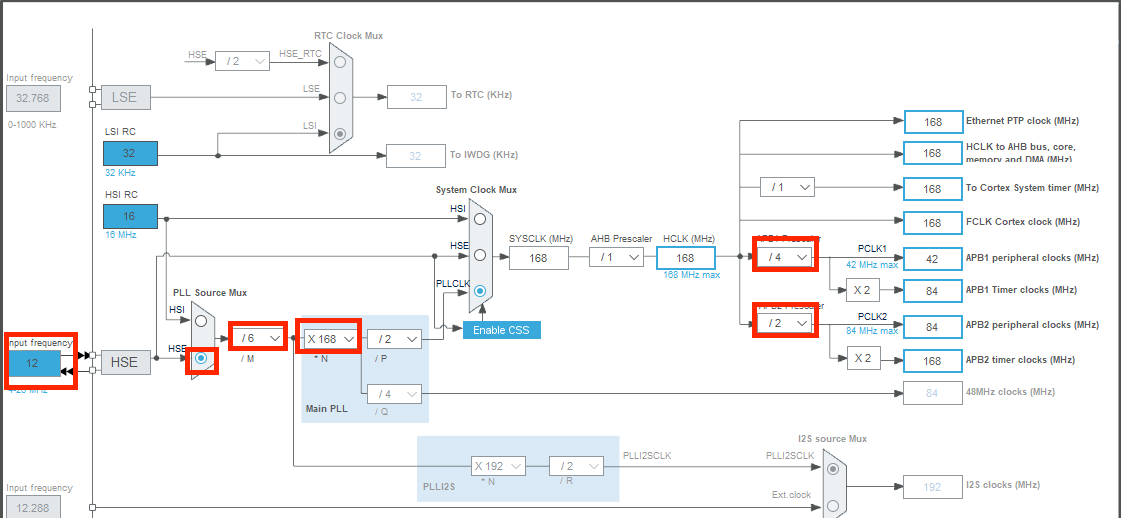 RTC Clock Mux
HSE
/ 2
HSE_RTC
Input frequency
32.768
0-1000 KHz
LSE
LSE
32
To RTC (KHz)
LSI
LSI RC
32
32 KHz
32
To IWDG (KHz)
HSI RC
16
16 MHz
System Clock Mux
HSI
HSE
PLLCLK
SYSCLK (MHz)
168
AHB Prescaler
/ 1
HCLK (MHz)
168
168 MHz max
Enable CSS
168
Ethernet PTP clock (MHz)
168
HCLK to AHB bus, core,
memory and DMA (MHz)
/ 1
168
To Cortex System timer (MHz)
168
FCLK Cortex clock (MHz)
APB1 Prescaler
/ 4
PCLK1
42 MHz max
42
APB1 peripheral clocks (MHz)
X 2
84
APB1 Timer clocks (MHz)
APB2 Prescaler
/ 2
PCLK2
84 MHz max
84
APB2 peripheral clocks (MHz)
X 2
168
APB2 timer clocks (MHz)
PLL Source Mux
HSI
HSE
Input frequency
12
4-26 MHz
HSE
/ 6
/ M
X 168
* N
/ 2
/ P
/ 4
/ Q
Main PLL
84
48MHz clocks (MHz)
X 192
* N
/ 2
/ R
PLLI2S
PLLI2SCLK
I2S source Mux
PLLI2SCLK
Ext.clock
192
I2S clocks (MHz)
Input frequency
12.288